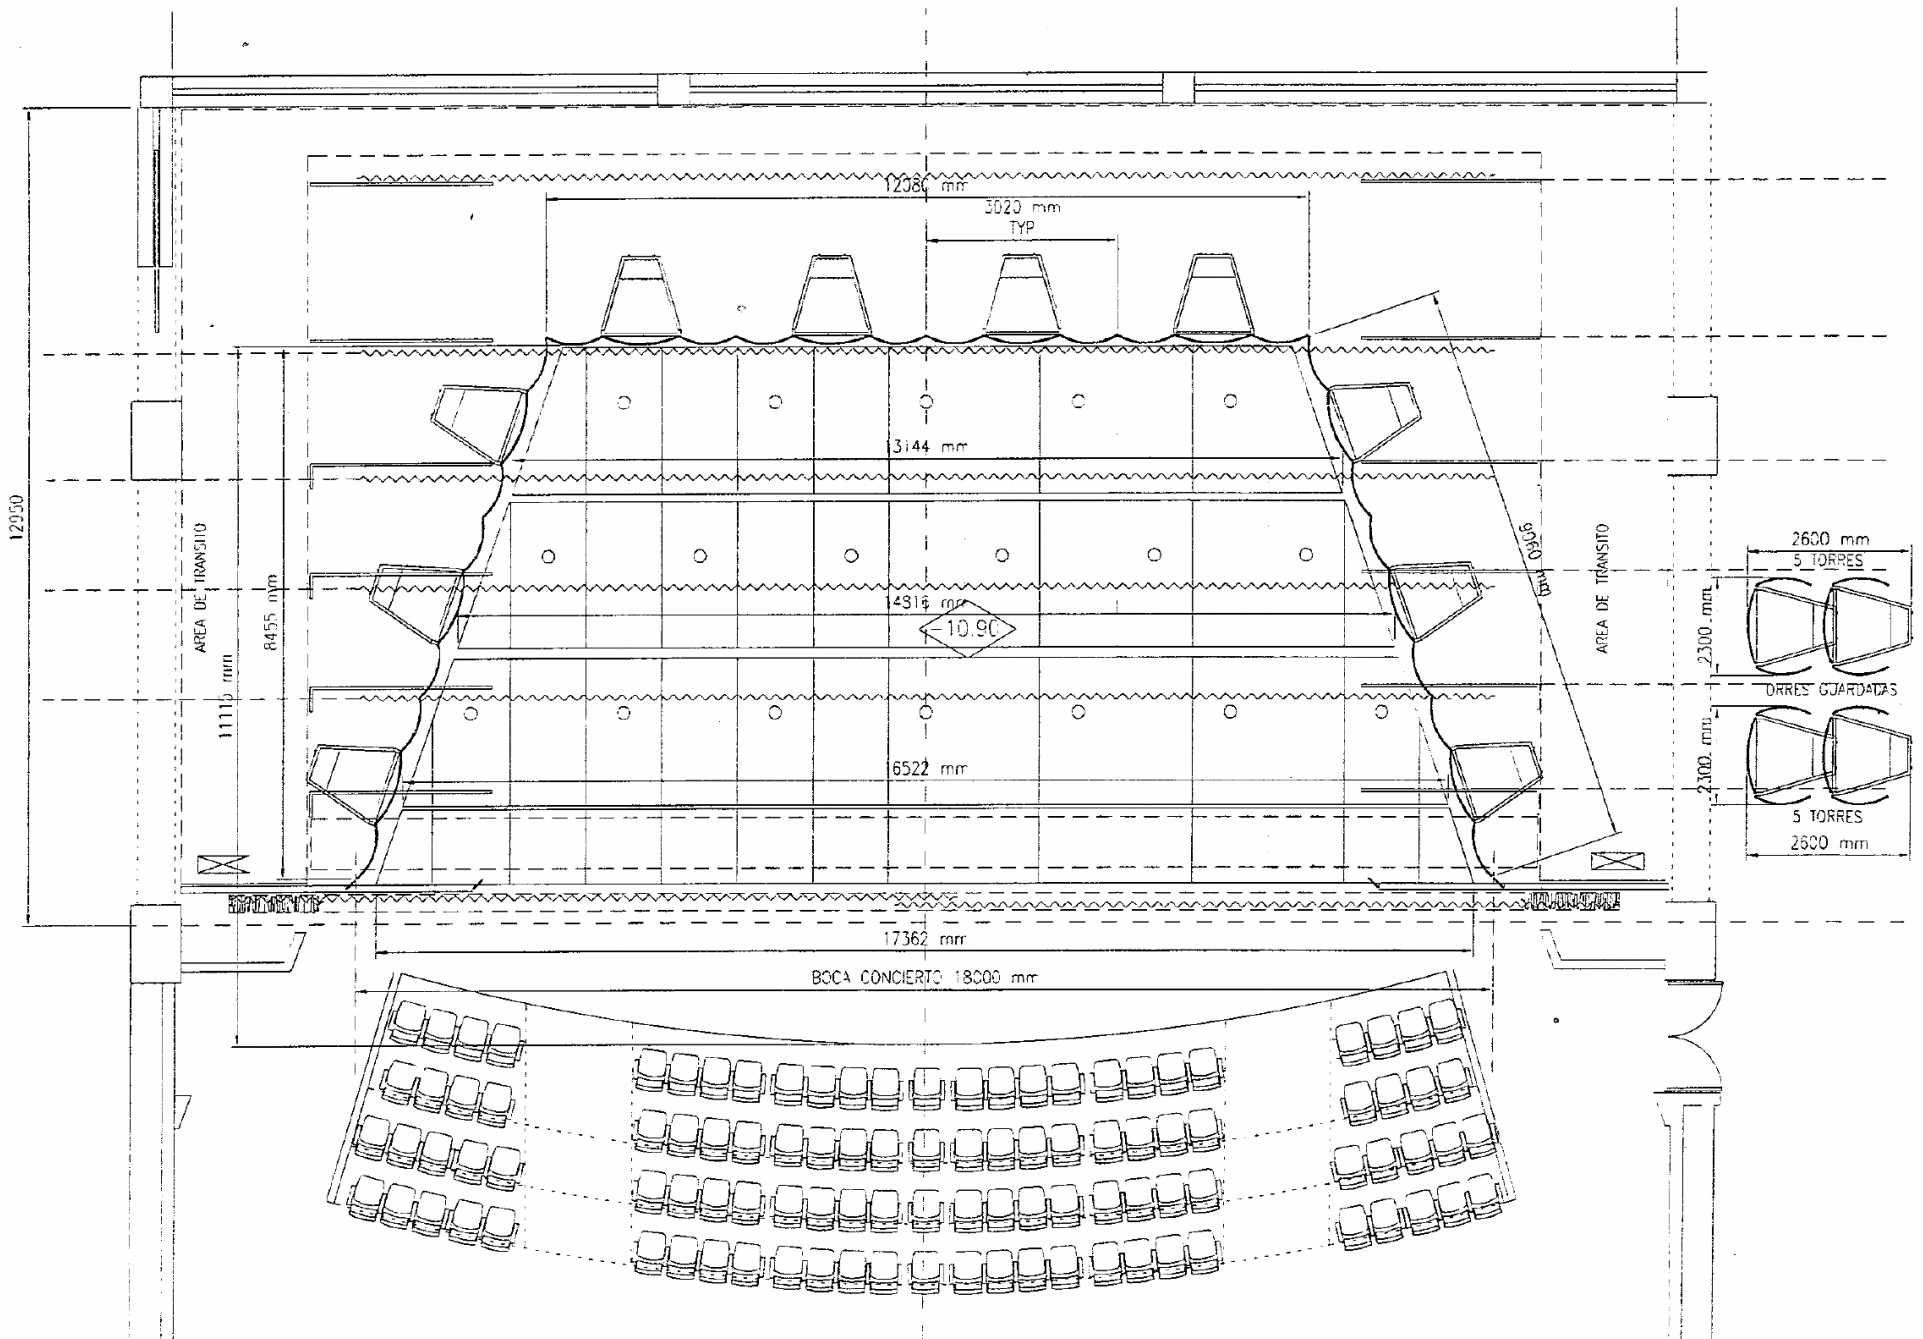 12080 mm
3020 mm
TYP
13144 mm
12950
AREA DE TRANSITO
8455 mm
11115 mm
14816 mm
-10.90
9060 mm
AREA DE TRANSITO
2600 mm
5 TORRES
2300 mm
ORRES GUARDADAS
2300 mm
5 TORRES
2600 mm
6522 mm
17362 mm
BOCA CONCIERTO 18000 mm